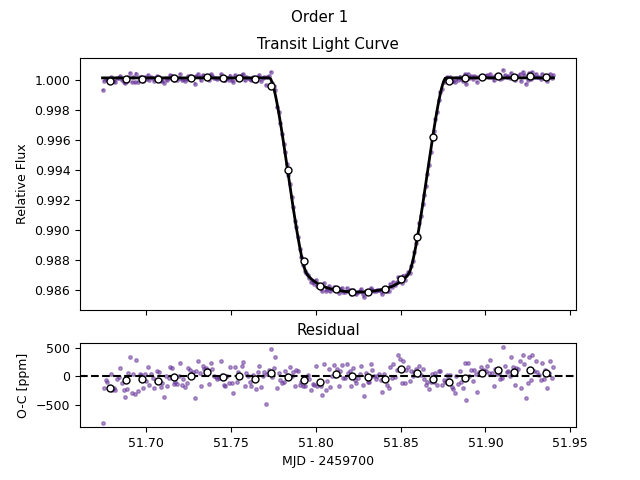 Order 1
Transit Light Curve
Relative Flux
1.000
0.998
0.996
0.994
0.992
0.990
0.988
0.986
Residual
O-C [ppm]
500
0
−500
51.70 51.75 51.80 51.85 51.90 51.95
MJD - 2459700